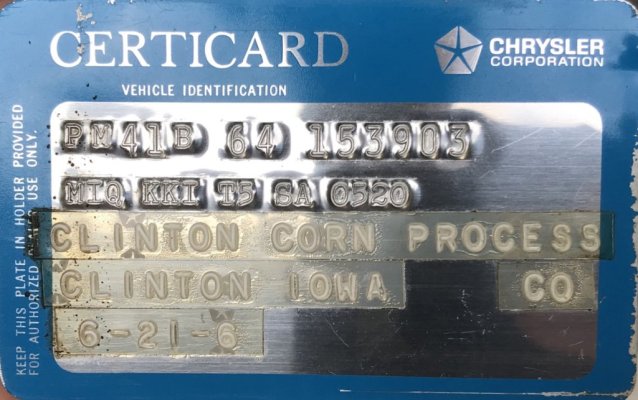 CERTICARD
CHRYSLER
CORPORATION
VEHICLE IDENTIFICATION
PM41B 64 153903
MIQ KKI T5 SA 0520
CLINTON CORN PROCESS
CLINTON IOWA CO
6-21-6
KEEP THIS PLATE IN HOLDER PROVIDED
FOR AUTHORIZED USE ONLY.